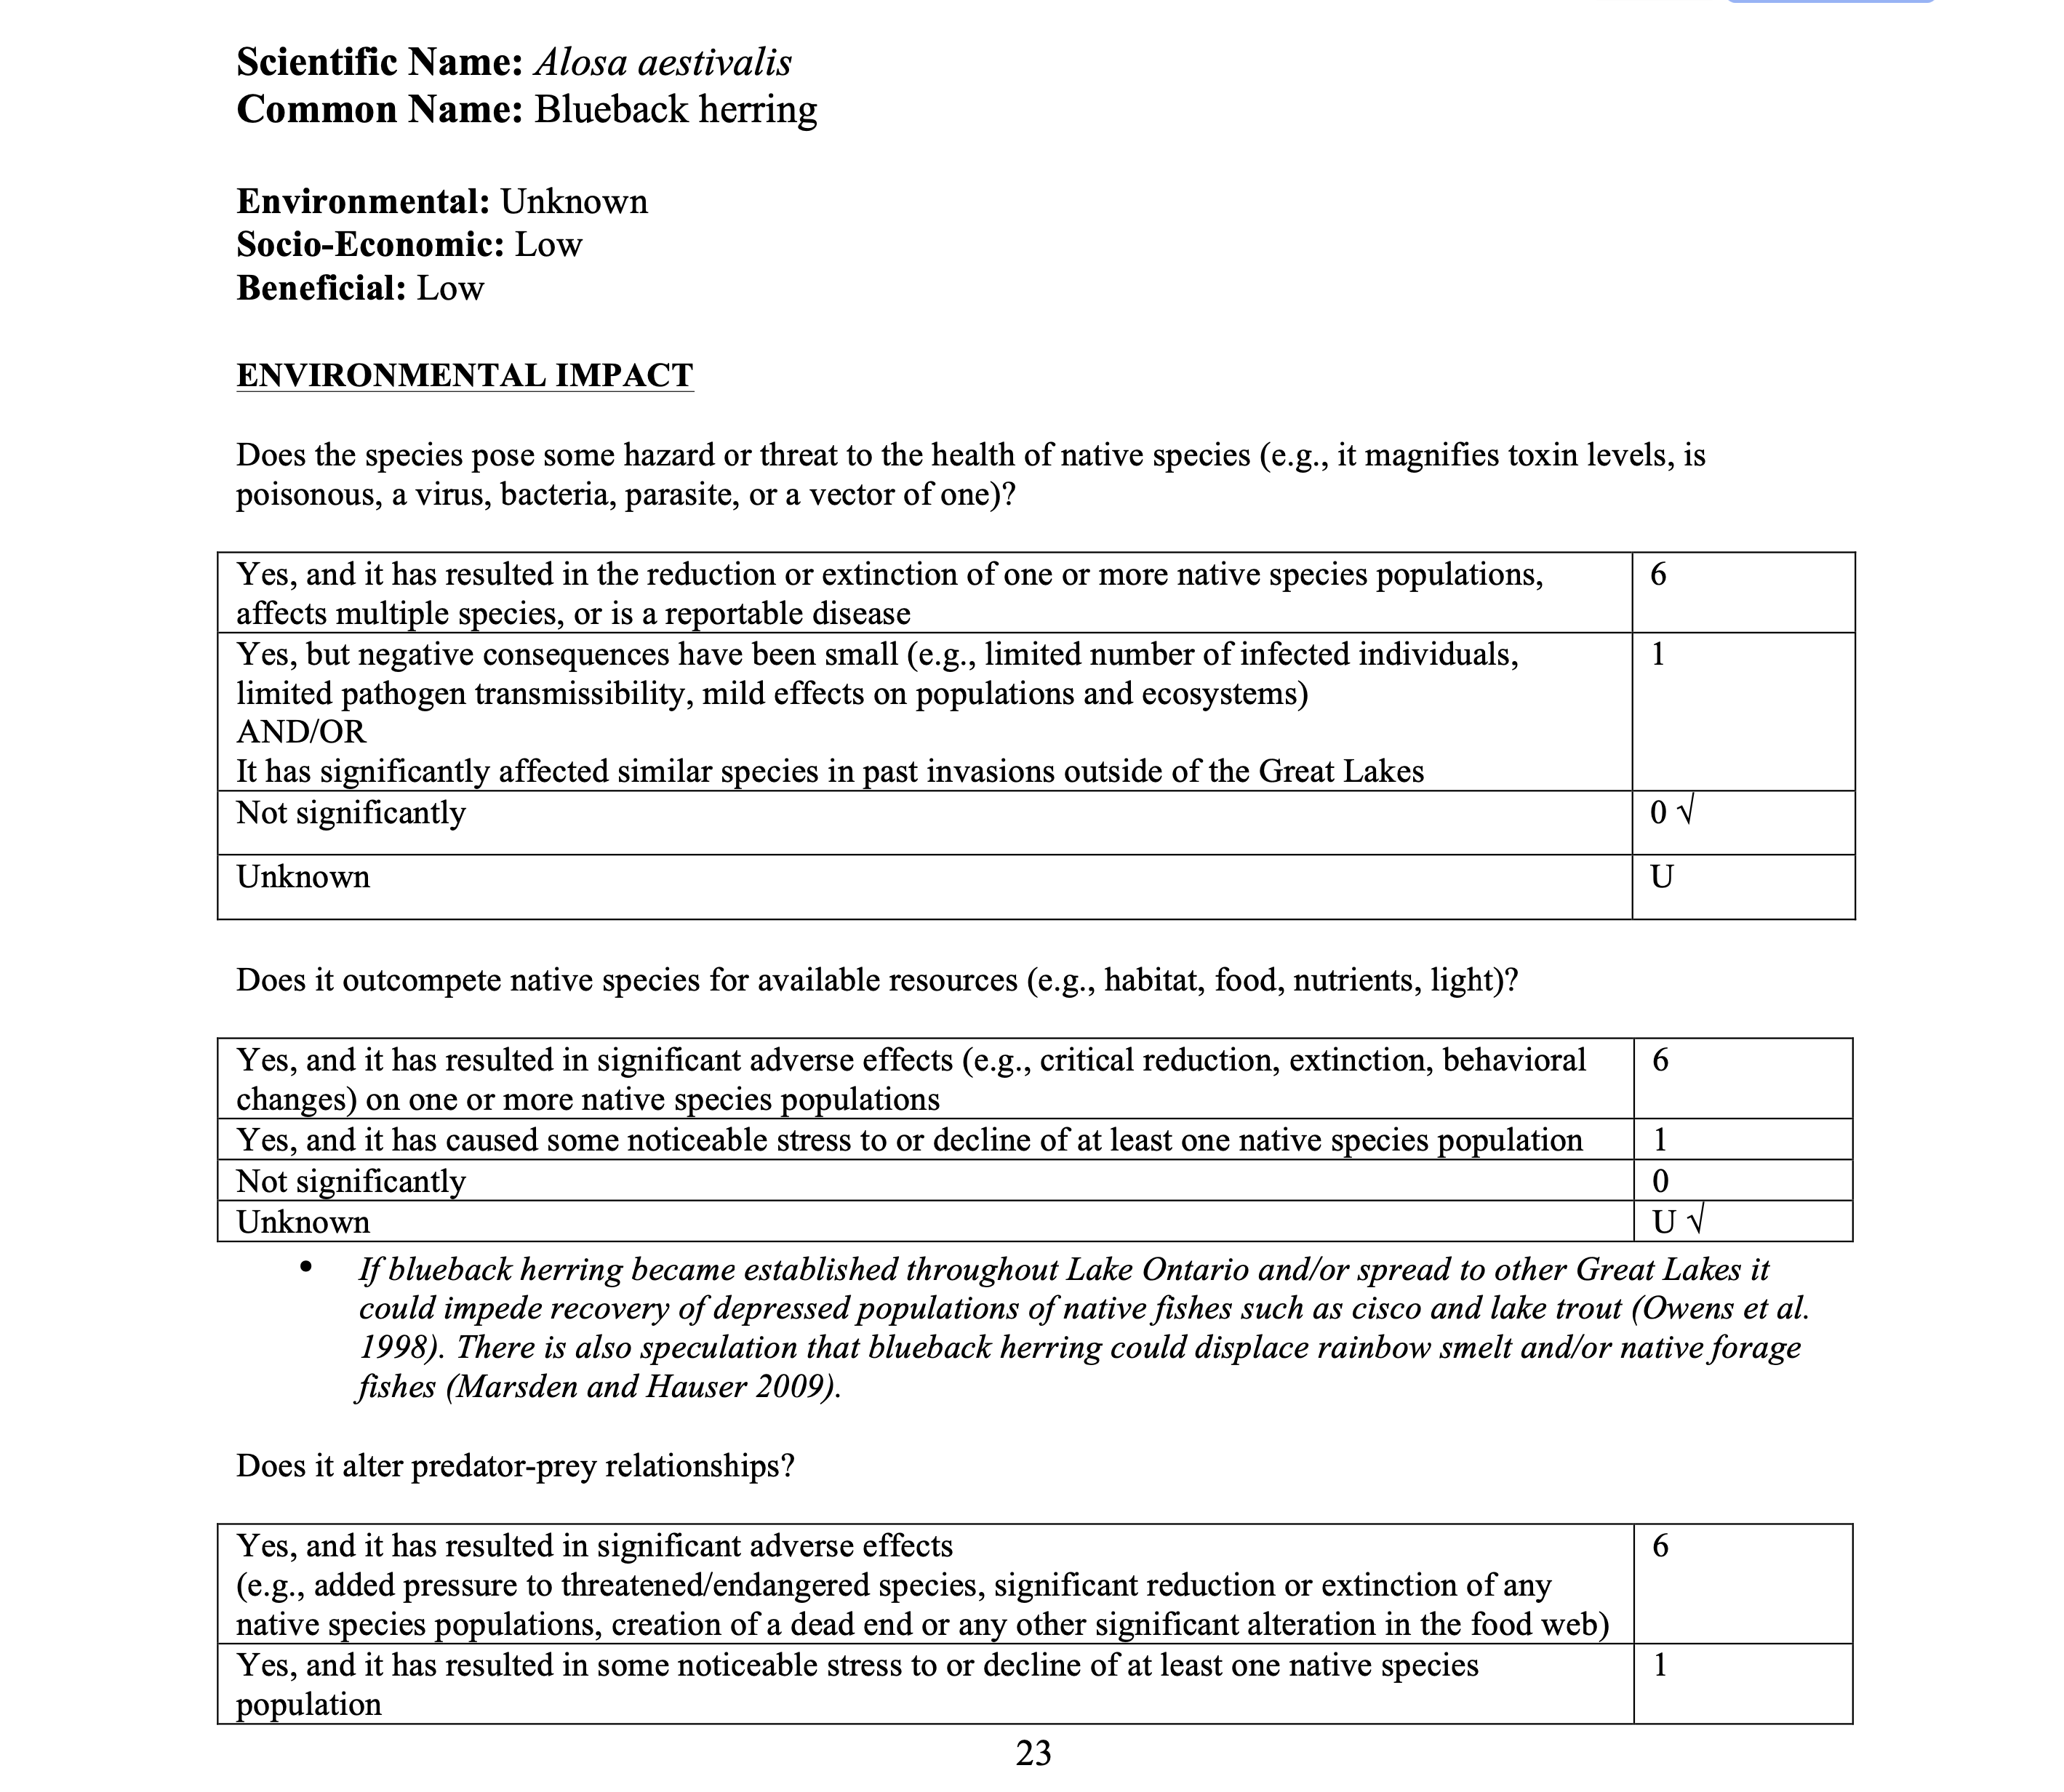 Scientific Name: Alosa aestivalis
Common Name: Blueback herring
Environmental: Unknown
Socio-Economic: Low
Beneficial: Low
ENVIRONMENTAL IMPACT
Does the species pose some hazard or threat to the health of native species (e.g., it magnifies toxin levels, is
poisonous, a virus, bacteria, parasite, or a vector of one)?
Yes, and it has resulted in the reduction or extinction of one or more native species populations, 6
affects multiple species, or is a reportable disease
Yes, but negative consequences have been small (e.g., limited number of infected individuals, 1
limited pathogen transmissibility, mild effects on populations and ecosystems)
AND/OR
It has significantly affected similar species in past invasions outside of the Great Lakes
Not significantly 0 √
Unknown U
Does it outcompete native species for available resources (e.g., habitat, food, nutrients, light)?
Yes, and it has resulted in significant adverse effects (e.g., critical reduction, extinction, behavioral 6
changes) on one or more native species populations
Yes, and it has caused some noticeable stress to or decline of at least one native species population 1
Not significantly 0
Unknown U √
• If blueback herring became established throughout Lake Ontario and/or spread to other Great Lakes it
could impede recovery of depressed populations of native fishes such as cisco and lake trout (Owens et al.
1998). There is also speculation that blueback herring could displace rainbow smelt and/or native forage
fishes (Marsden and Hauser 2009).
Does it alter predator-prey relationships?
Yes, and it has resulted in significant adverse effects 6
(e.g., added pressure to threatened/endangered species, significant reduction or extinction of any
native species populations, creation of a dead end or any other significant alteration in the food web)
Yes, and it has resulted in some noticeable stress to or decline of at least one native species 1
population
23